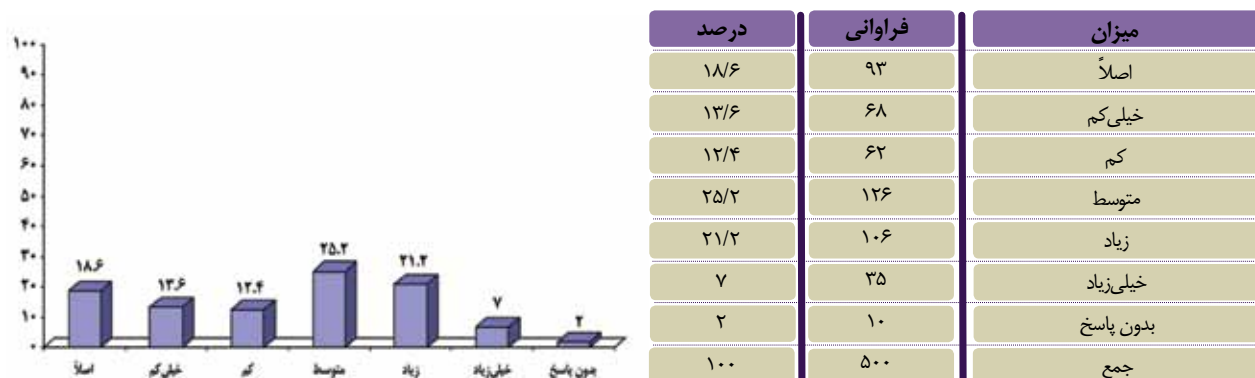 میزان فراوانی درصد
اصلاً ۹۳ ۱۸/۶
خیلی‌کم ۶۸ ۱۳/۶
کم ۶۲ ۱۲/۴
متوسط ۱۲۶ ۲۵/۲
زیاد ۱۰۶ ۲۱/۲
خیلی‌زیاد ۳۵ ۷
بدون پاسخ ۱۰ ۲
جمع ۵۰۰ ۱۰۰
۱۰۰
۹۰
۸۰
۷۰
۶۰
۵۰
۴۰
۳۰
۲۰
۱۰
۰
۱۸.۶ ۱۳.۶ ۱۲.۴ ۲۵.۲ ۲۱.۲ ۷ ۲
اصلاً خیلی‌کم کم متوسط زیاد خیلی‌زیاد بدون پاسخ